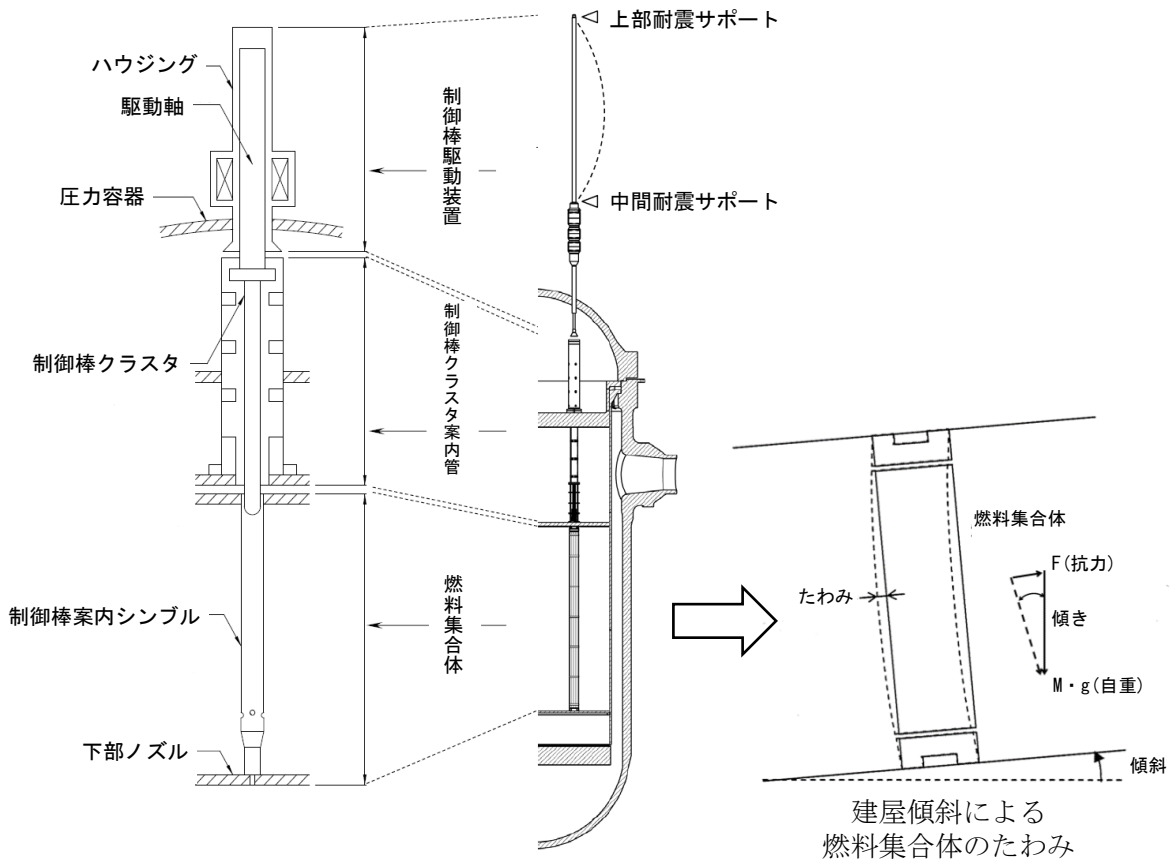 ハウジング
駆動軸
圧力容器
制御棒クラスタ
制御棒案内シンブル
下部ノズル
制御棒駆動装置
制御棒クラスタ案内管
燃料集合体
上部耐震サポート
中間耐震サポート
燃料集合体
たわみ
F(抗力)
傾き
M・g(自重)
傾斜
建屋傾斜による
燃料集合体のたわみ